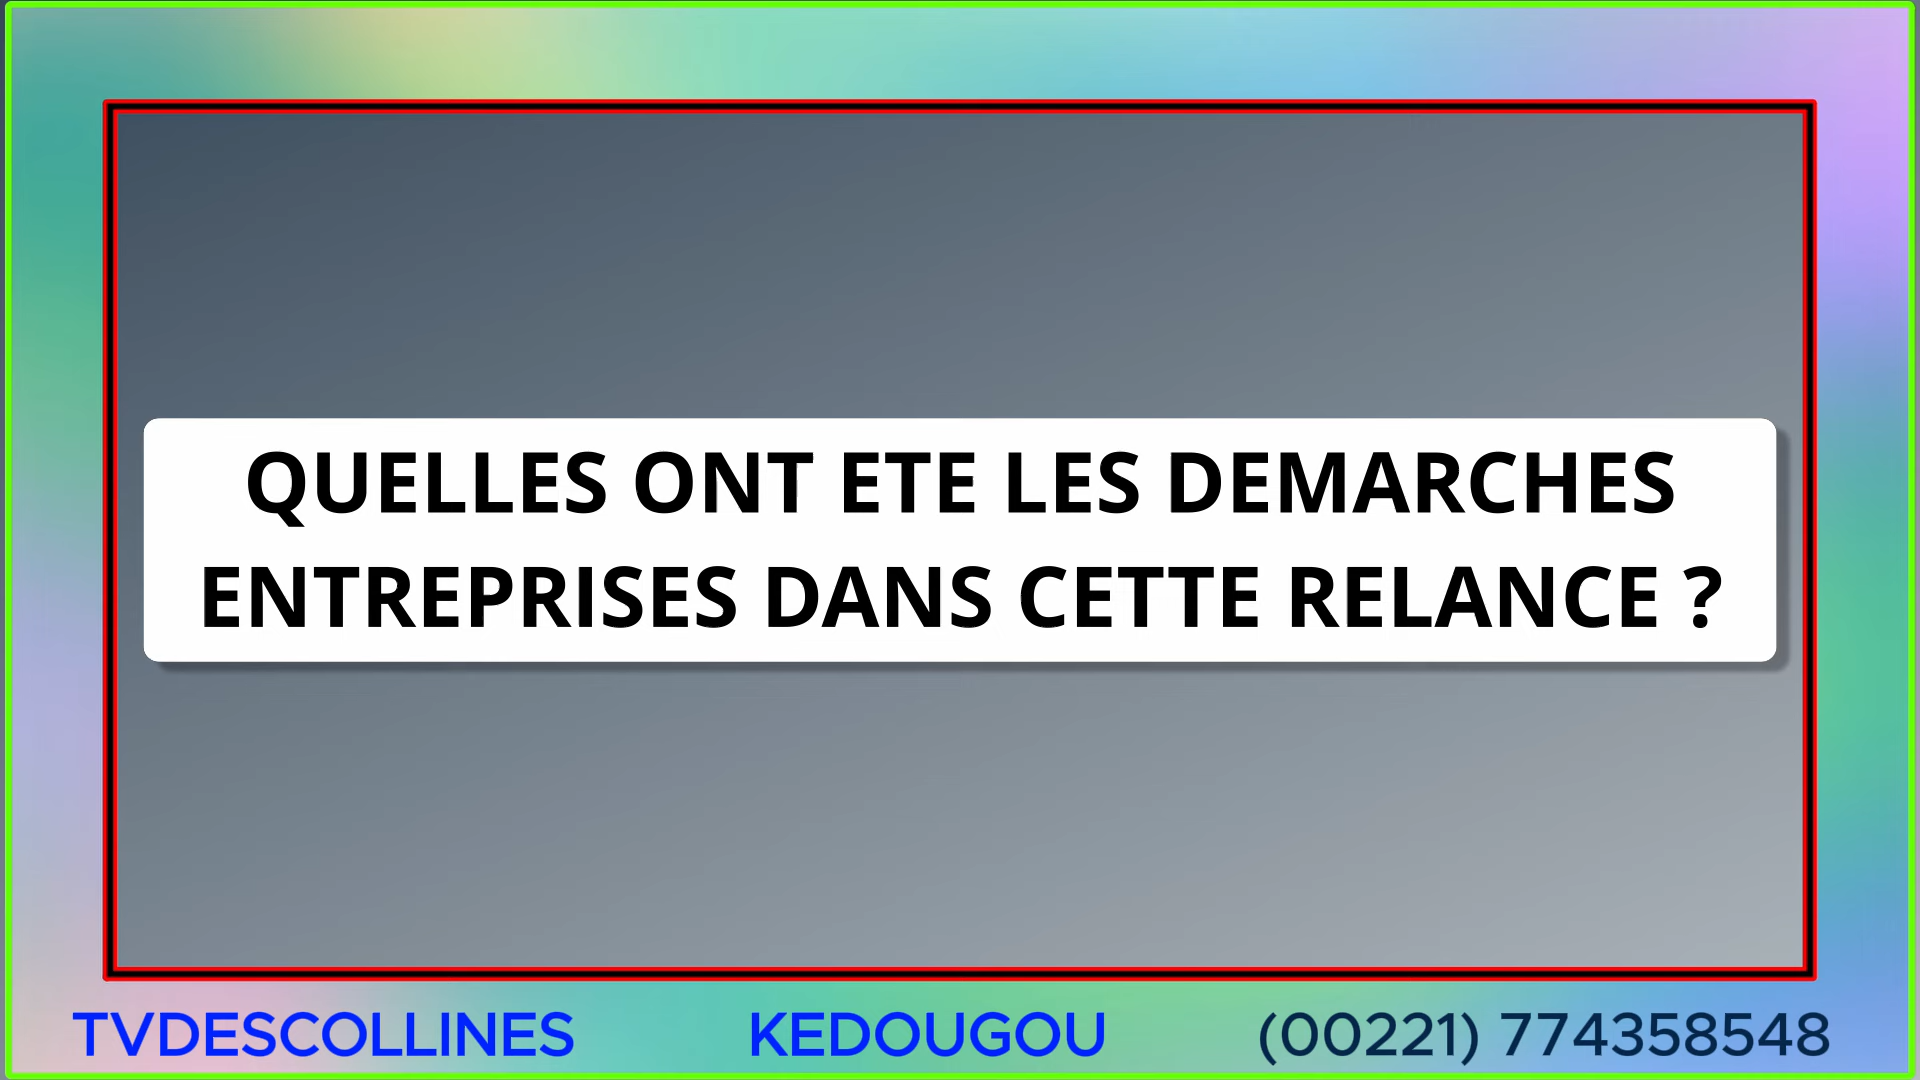 QUELLES ONT ETE LES DEMARCHES
ENTREPRISES DANS CETTE RELANCE ?
TVDESCOLLINES KEDOUGOU (00221) 774358548